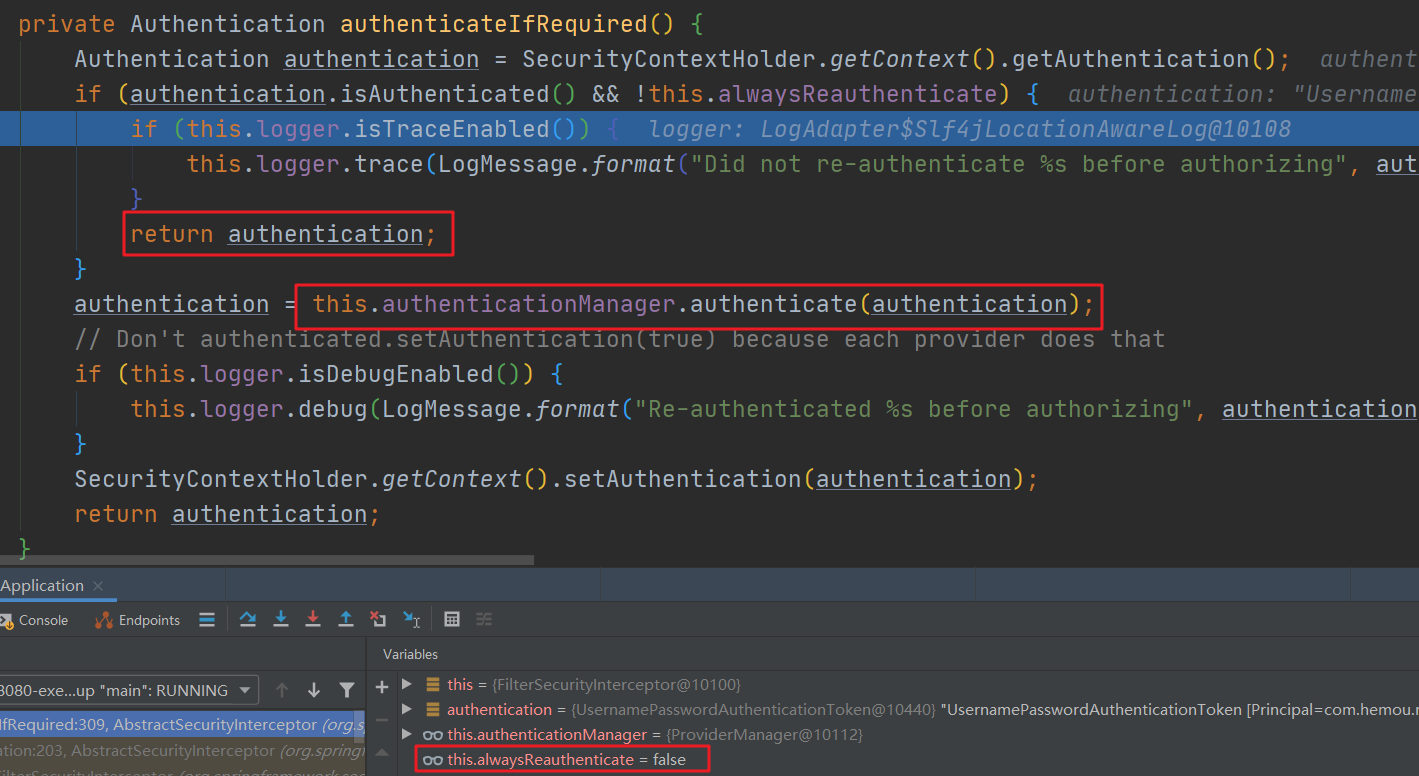 private Authentication authenticateIfRequired() {
Authentication authentication = SecurityContextHolder.getContext().getAuthentication(); authent
if (authentication.isAuthenticated() && !this.alwaysReauthenticate) { authentication: "Username
if (this.logger.isTraceEnabled()) { logger: LogAdapter$Slf4jLocationAwareLog@10108
this.logger.trace(LogMessage.format("Did not re-authenticate %s before authorizing", aut
}
return authentication;
}
authentication = this.authenticationManager.authenticate(authentication);
// Don't authenticated.setAuthentication(true) because each provider does that
if (this.logger.isDebugEnabled()) {
this.logger.debug(LogMessage.format("Re-authenticated %s before authorizing", authentication
}
SecurityContextHolder.getContext().setAuthentication(authentication);
return authentication;
}
Application ×
Console Endpoints
Variables
8080-exe...up "main": RUNNING
this = {FilterSecurityInterceptor@10100}
IfRequired:309, AbstractSecurityInterceptor (org.s
authentication = {UsernamePasswordAuthenticationToken@10440} "UsernamePasswordAuthenticationToken [Principal=com.hemou.
this.authenticationManager = {ProviderManager@10112}
ation:203, AbstractSecurityInterceptor (org.spring
this.alwaysReauthenticate = false